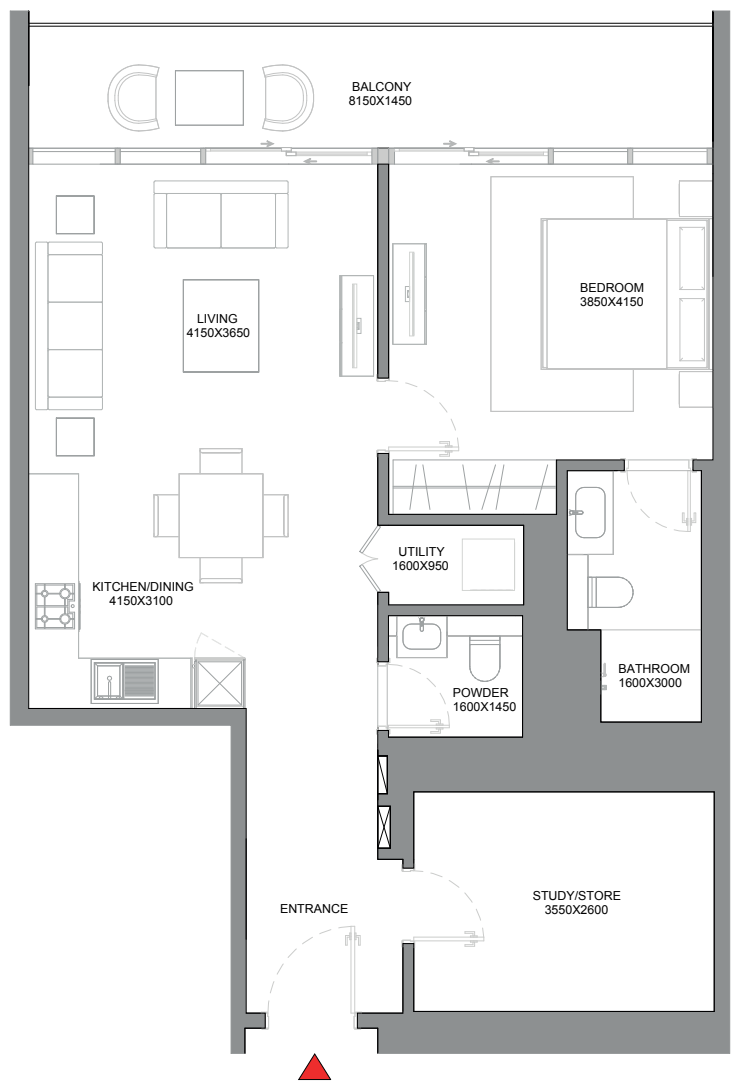 BALCONY
8150X1450
BEDROOM
3850X4150
LIVING
4150X3650
UTILITY
1600X950
KITCHEN/DINING
4150X3100
BATHROOM
1600X3000
POWDER
1600X1450
STUDY/STORE
3550X2600
ENTRANCE